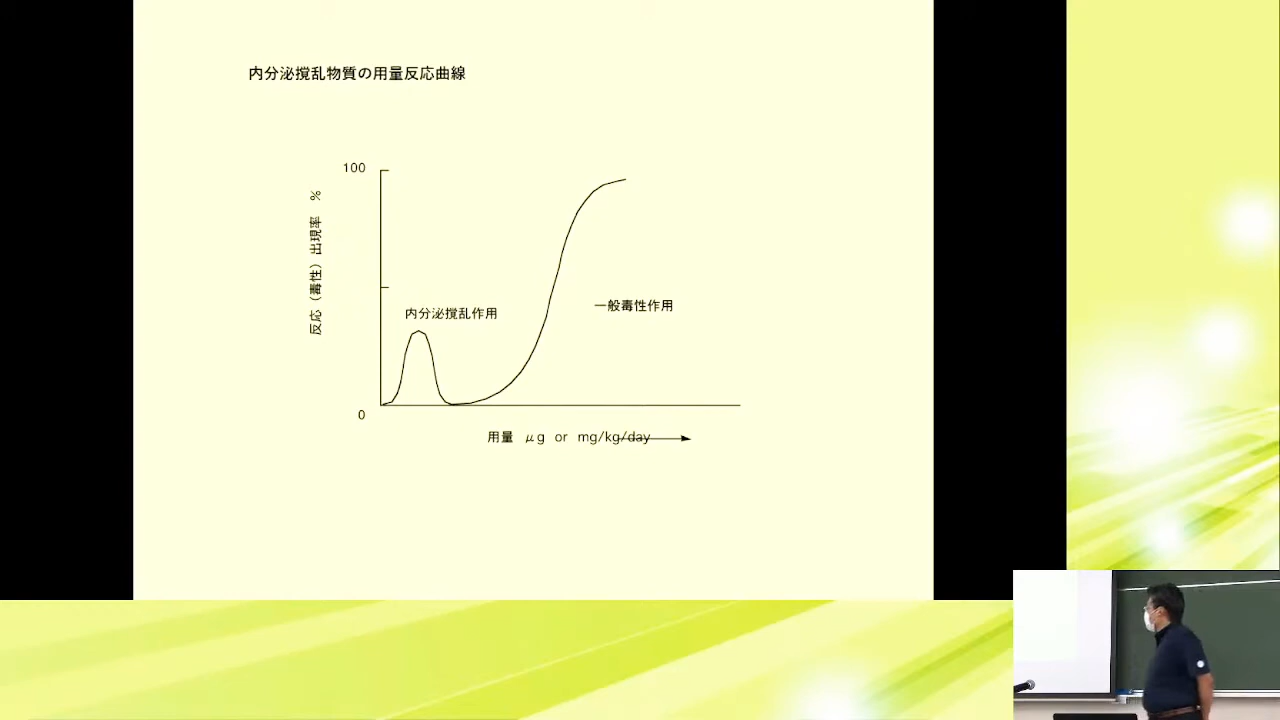 内分泌撹乱物質の用量反応曲線
100
反応（毒性）出現率 %
内分泌撹乱作用
一般毒性作用
0
用量 μg or mg/kg/day